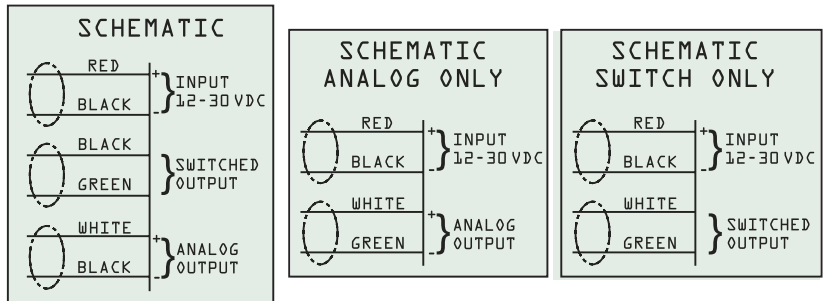 SCHEMATIC
RED
+
INPUT
12-30 VDC
BLACK
-
BLACK
SWITCHED
OUTPUT
GREEN
WHITE
+
ANALOG
OUTPUT
BLACK
-
SCHEMATIC
ANALOG ONLY
RED
+
INPUT
12-30 VDC
BLACK
-
WHITE
+
ANALOG
OUTPUT
GREEN
-
SCHEMATIC
SWITCH ONLY
RED
+
INPUT
12-30 VDC
BLACK
-
WHITE
SWITCHED
OUTPUT
GREEN